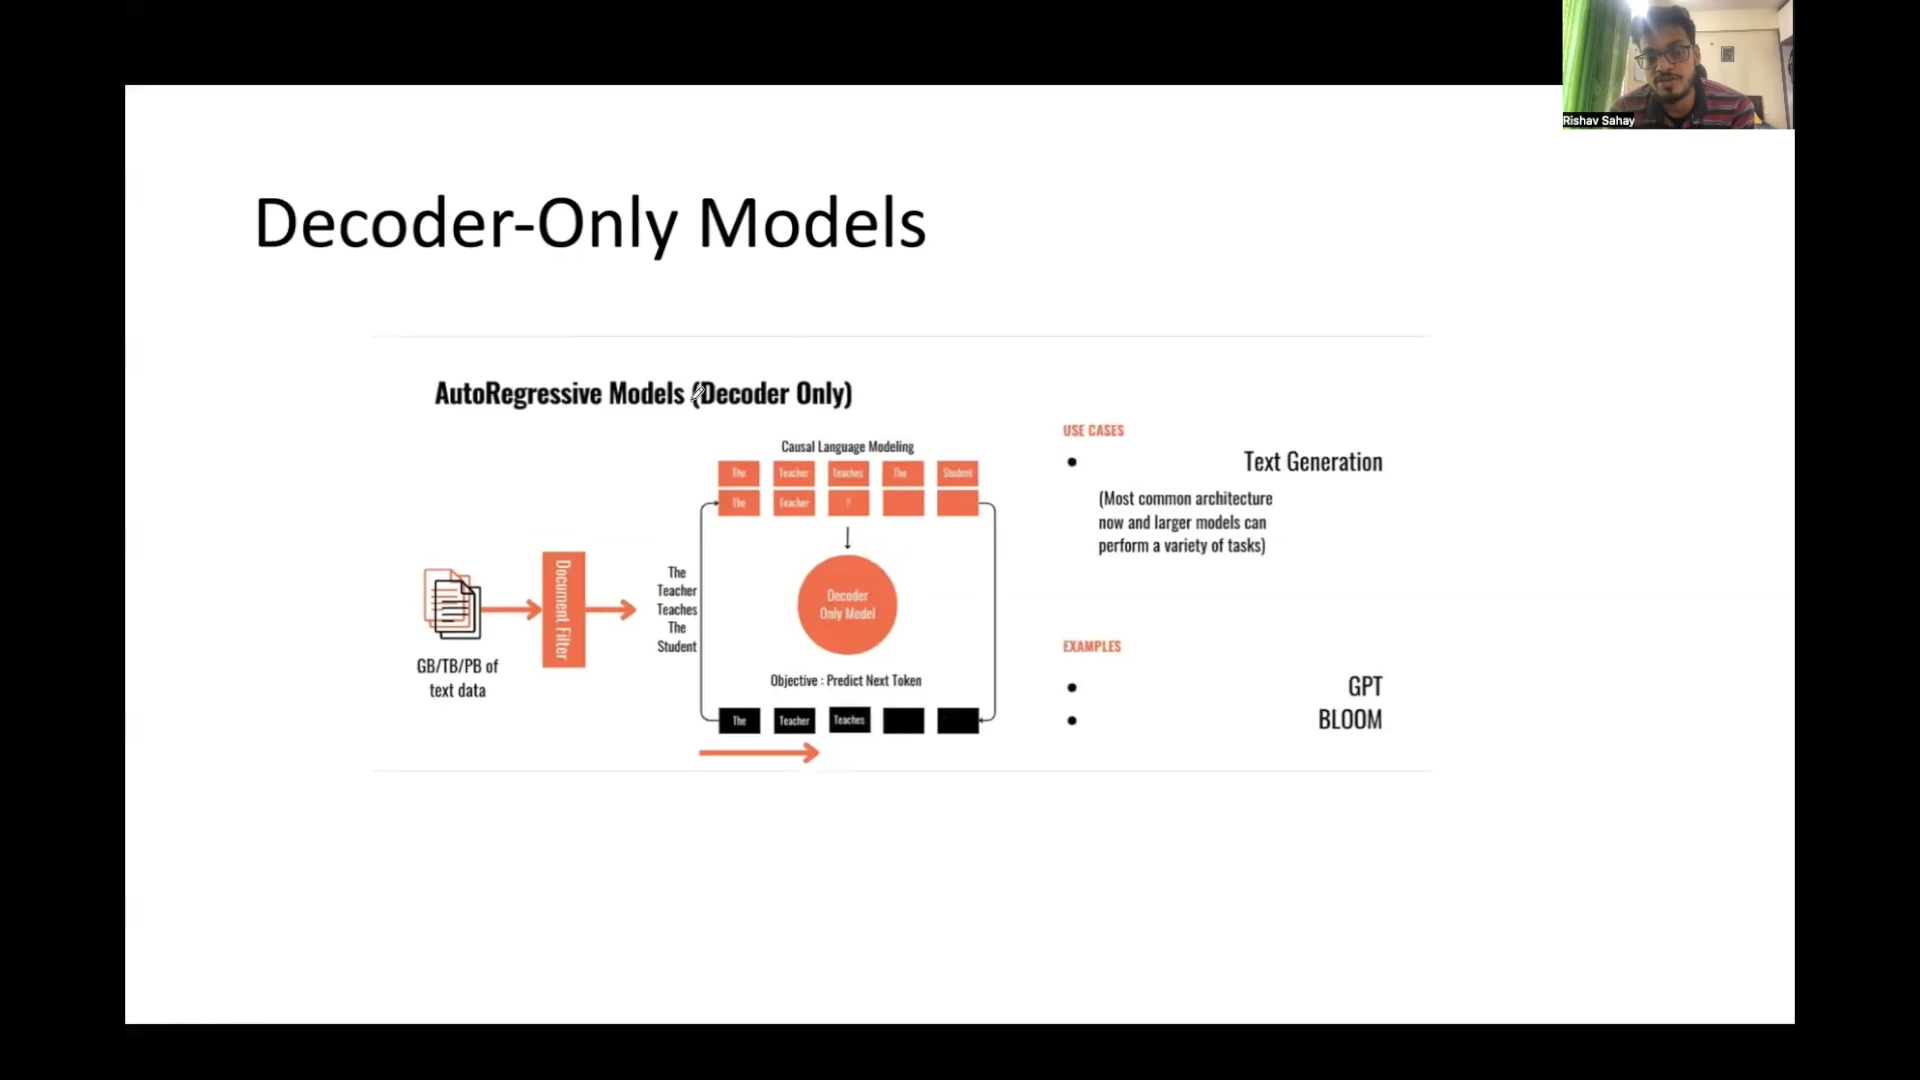 Rishav Sahay
Decoder-Only Models
AutoRegressive Models (Decoder Only)
Causal Language Modeling
The Teacher Teaches The Student
The Teacher ?
Document Filter
The
Teacher
Teaches
The
Student
Decoder
Only Model
GB/TB/PB of
text data
Objective : Predict Next Token
The Teacher Teaches
USE CASES
• Text Generation
(Most common architecture
now and larger models can
perform a variety of tasks)
EXAMPLES
• GPT
• BLOOM